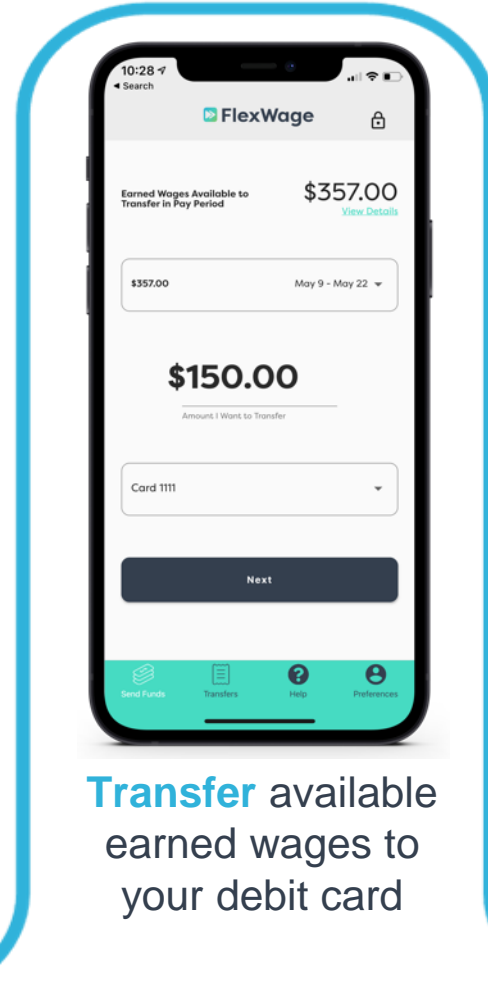 10:28
◀ Search
FlexWage
Earned Wages Available to
Transfer in Pay Period
$357.00
View Details
$357.00 May 9 - May 22
$150.00
Amount I Want to Transfer
Card 1111
Next
Send Funds Transfers Help Preferences
Transfer available
earned wages to
your debit card